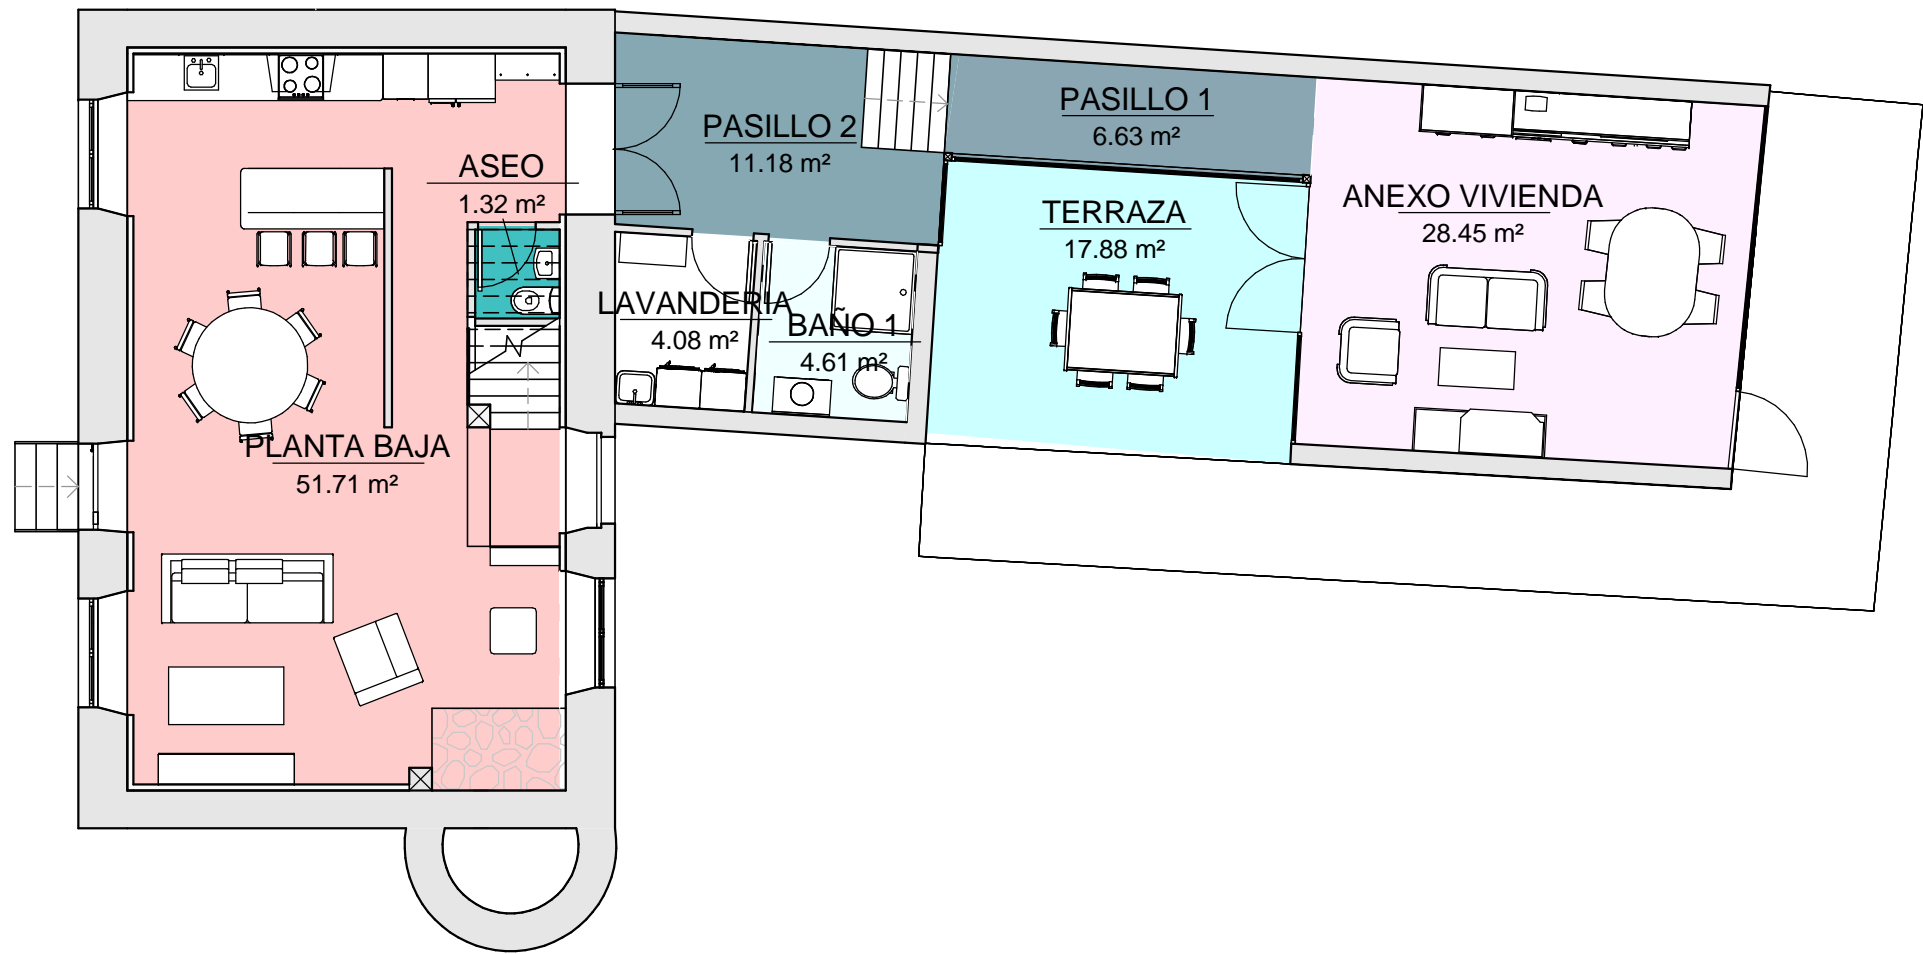 PASILLO 1
6.63 m²
PASILLO 2
11.18 m²
ASEO
1.32 m²
ANEXO VIVIENDA
28.45 m²
TERRAZA
17.88 m²
LAVANDERIA
4.08 m²
BAÑO 1
4.61 m²
PLANTA BAJA
51.71 m²